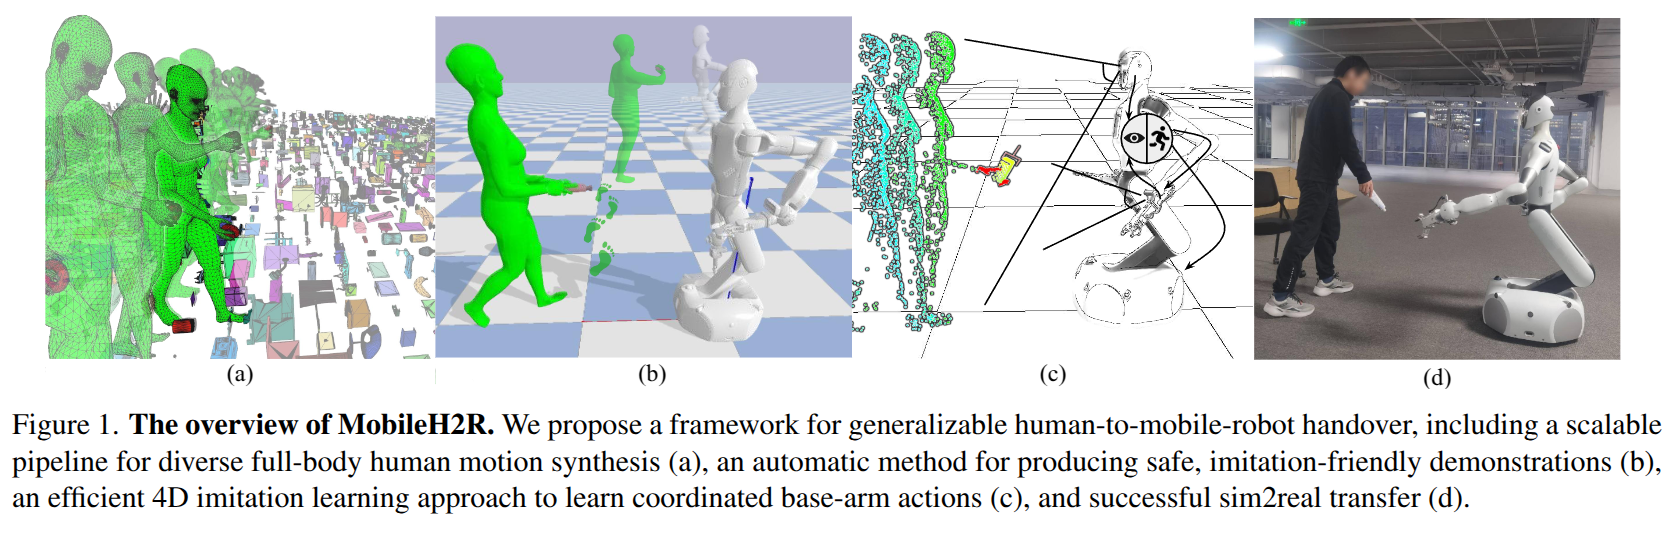 (a)
(b)
(c)
(d)
Figure 1. The overview of MobileH2R. We propose a framework for generalizable human-to-mobile-robot handover, including a scalable
pipeline for diverse full-body human motion synthesis (a), an automatic method for producing safe, imitation-friendly demonstrations (b),
an efficient 4D imitation learning approach to learn coordinated base-arm actions (c), and successful sim2real transfer (d).